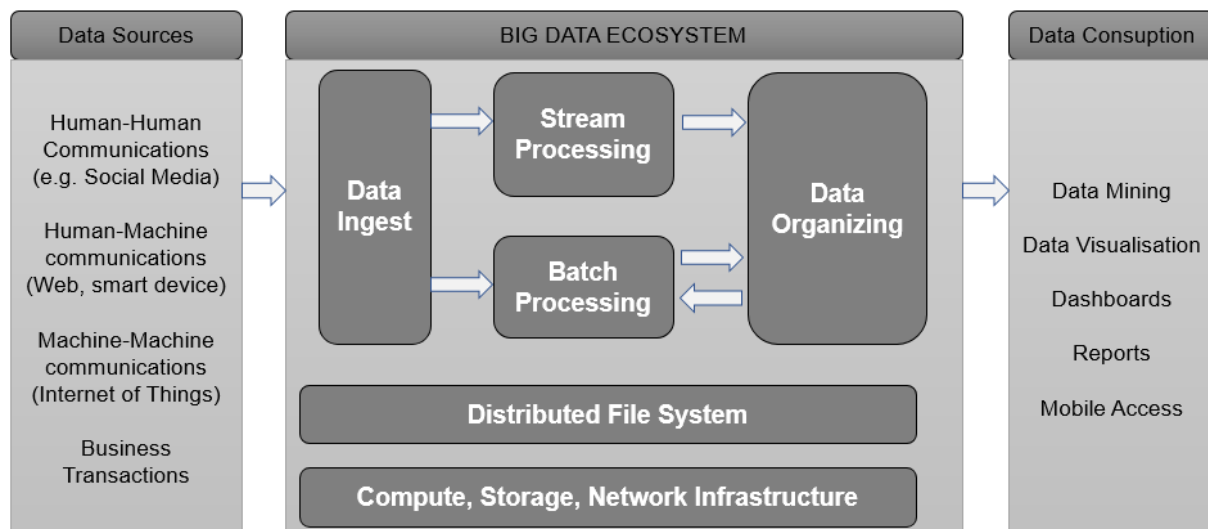 Data Sources
Human-Human
Communications
(e.g. Social Media)
Human-Machine
communications
(Web, smart device)
Machine-Machine
communications
(Internet of Things)
Business
Transactions
BIG DATA ECOSYSTEM
Data
Ingest
Stream
Processing
Batch
Processing
Data
Organizing
Distributed File System
Compute, Storage, Network Infrastructure
Data Consuption
Data Mining
Data Visualisation
Dashboards
Reports
Mobile Access